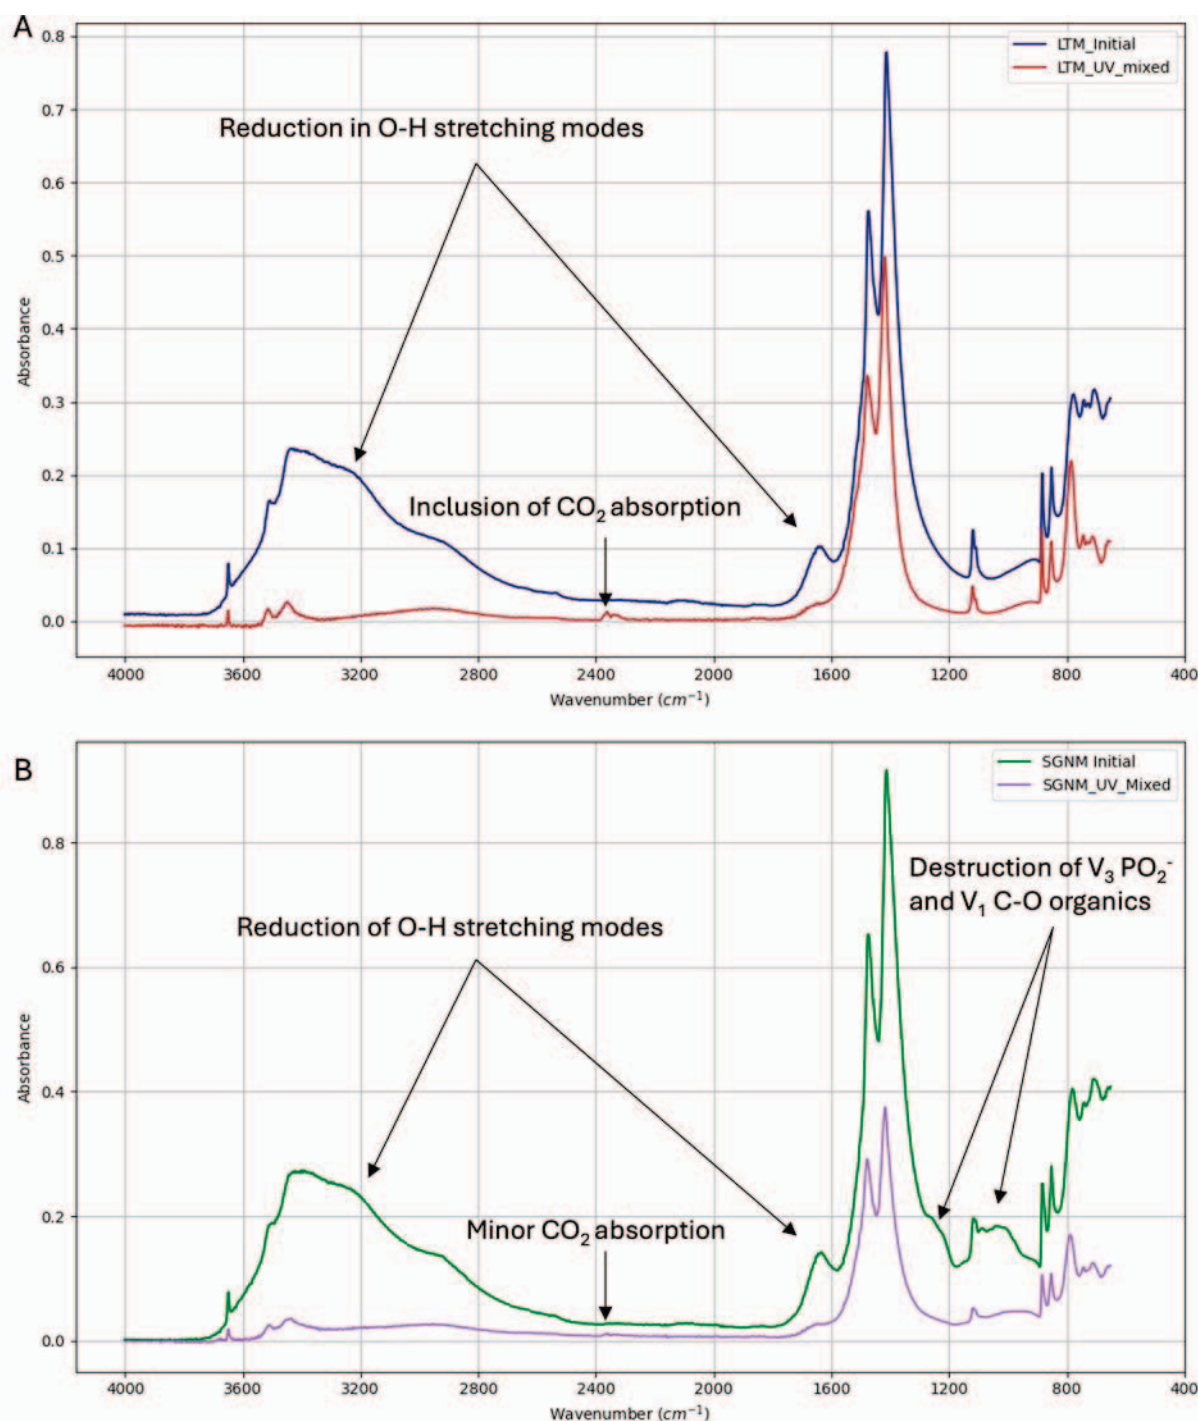 A
0.8
LTM_Initial
LTM_UV_mixed
0.7
Reduction in O-H stretching modes
0.6
0.5
Absorbance
0.4
0.3
0.2
Inclusion of CO₂ absorption
0.1
0.0
4000 3600 3200 2800 2400 2000 1600 1200 800 400
Wavenumber (cm⁻¹)
B
SGNM Initial
SGNM_UV_Mixed
0.8
Destruction of V₃ PO₂⁻
and V₁ C-O organics
Reduction of O-H stretching modes
0.6
Absorbance
0.4
0.2
Minor CO₂ absorption
0.0
4000 3600 3200 2800 2400 2000 1600 1200 800 400
Wavenumber (cm⁻¹)